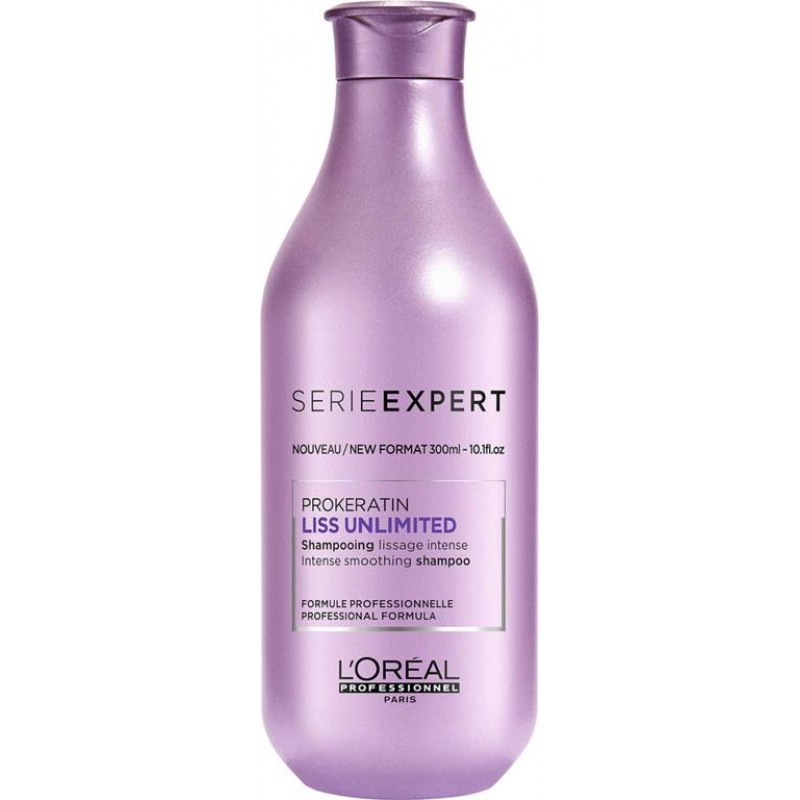 SERIEEXPERT
NOUVEAU/NEW FORMAT 300ml - 10.1fl.oz
PROKERATIN
LISS UNLIMITED
Shampooing lissage intense
Intense smoothing shampoo
FORMULE PROFESSIONNELLE
PROFESSIONAL FORMULA
L'ORÉAL
PROFESSIONNEL
PARIS